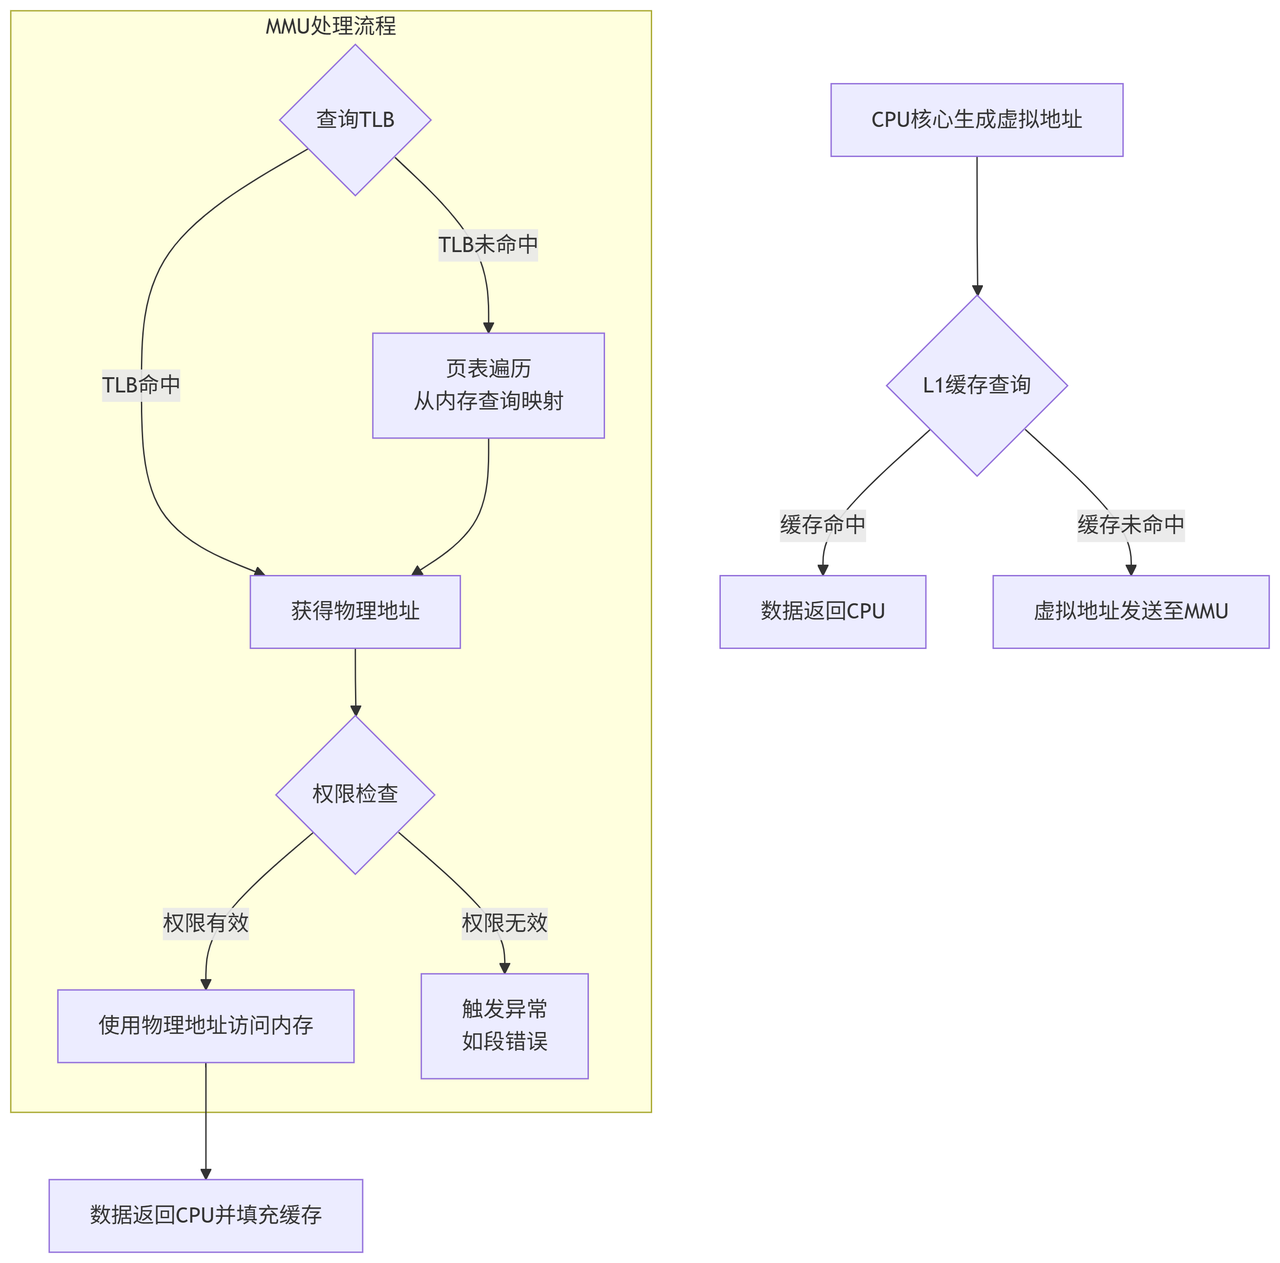 MMU处理流程
查询TLB
TLB未命中
TLB命中
页表遍历
从内存查询映射
获得物理地址
权限检查
权限有效
权限无效
使用物理地址访问内存
触发异常
如段错误
数据返回CPU并填充缓存
CPU核心生成虚拟地址
L1缓存查询
缓存命中
缓存未命中
数据返回CPU
虚拟地址发送至MMU